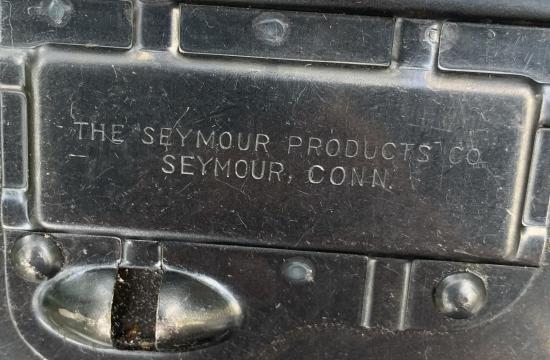 THE SEYMOUR PRODUCTS CO.
SEYMOUR, CONN.